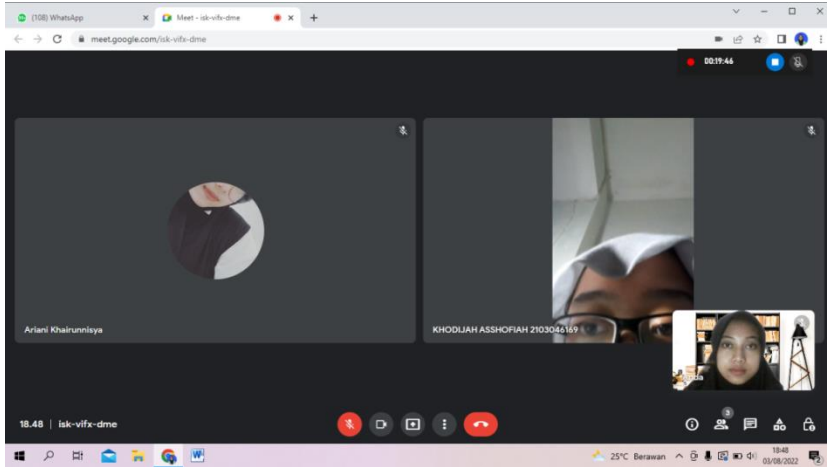 (108) WhatsApp
Meet - isk-vifx-dme
meet.google.com/isk-vifx-dme
00:19:46
Ariani Khairunnisya
KHODIJAH ASSHOFIAH 2103046169
18.48 | isk-vifx-dme
3
25°C Berawan
18:48
03/08/2022
2